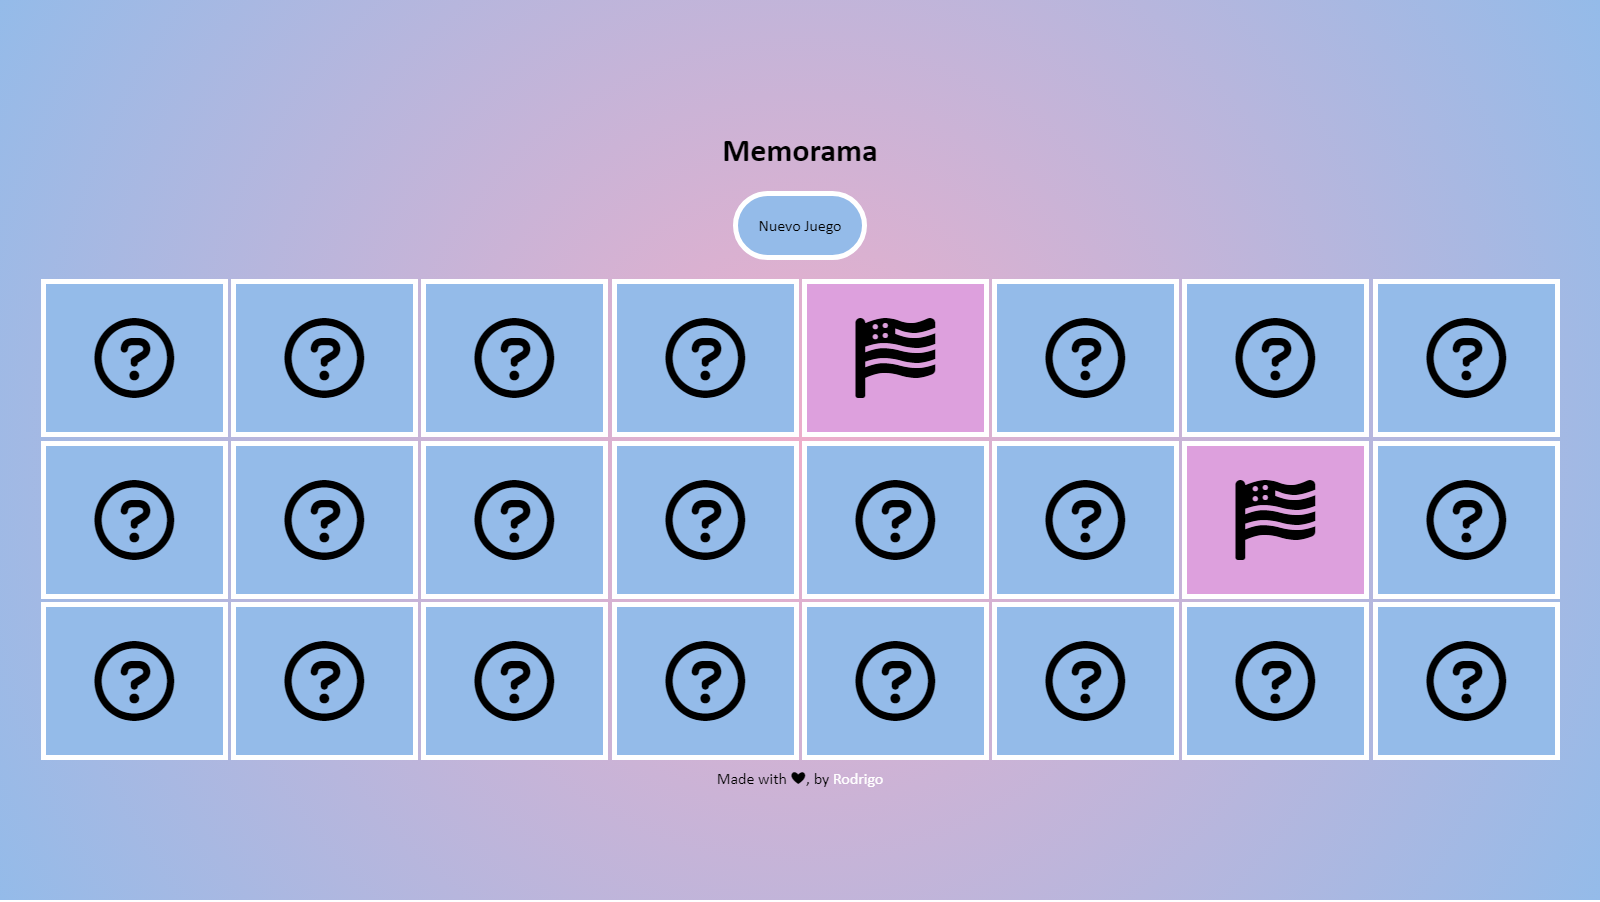 Memorama
Nuevo Juego
? ? ? ? ? ? ?
? ? ? ? ? ? ?
? ? ? ? ? ? ? ?
Made with ♥, by Rodrigo